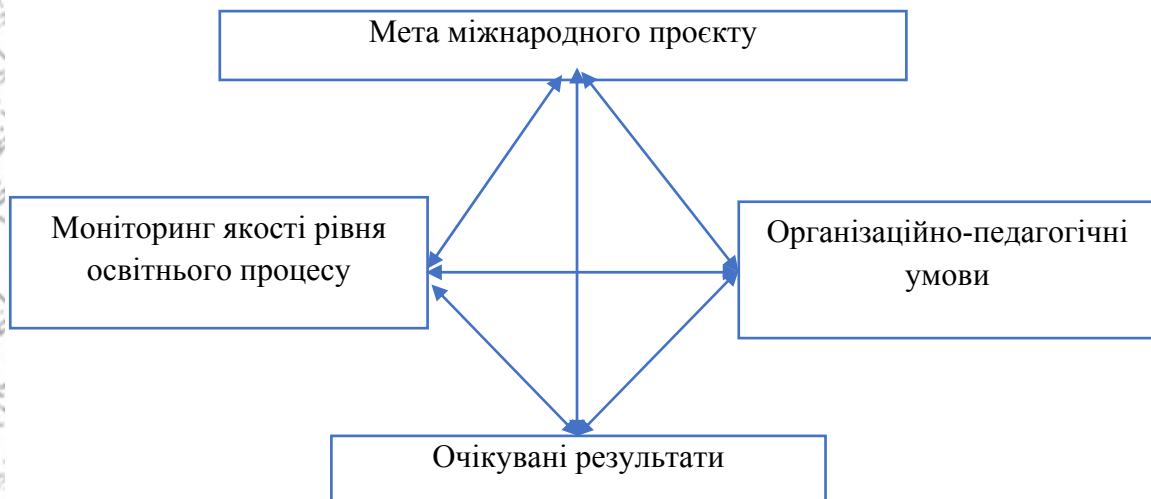 Мета міжнародного проєкту
Моніторинг якості рівня
освітнього процесу
Організаційно-педагогічні
умови
Очікувані результати